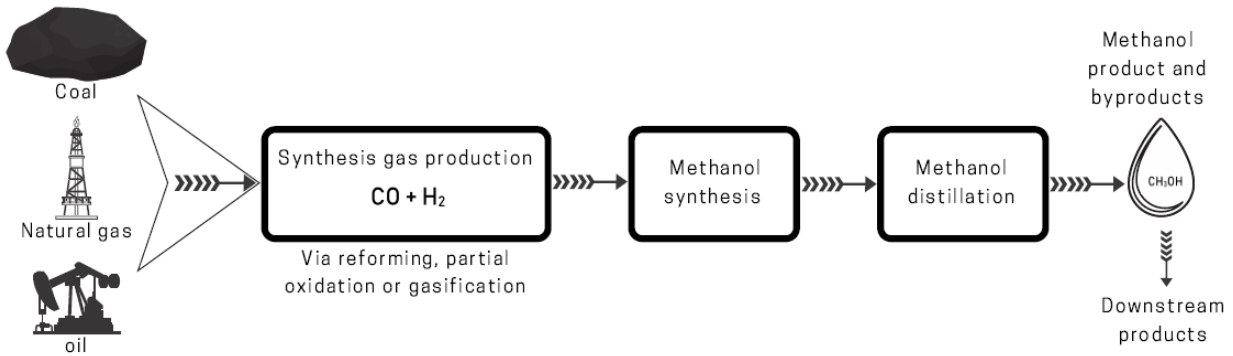 Coal
Natural gas
oil
Synthesis gas production
CO + H₂
Via reforming, partial
oxidation or gasification
Methanol
synthesis
Methanol
distillation
Methanol
product and
byproducts
CH₃OH
Downstream
products